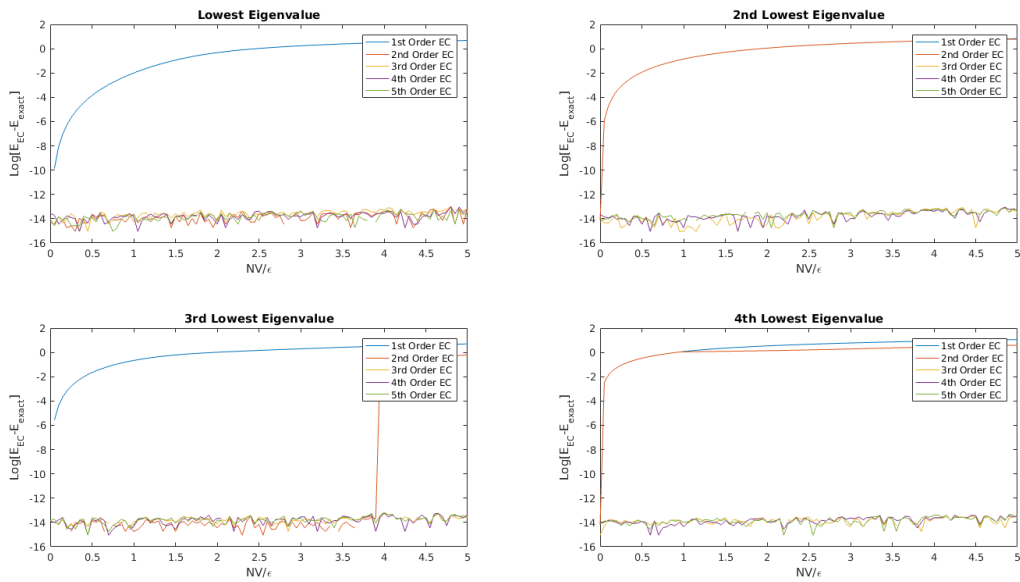 Lowest Eigenvalue
Log[E_EC-E_exact]
2
0
-2
-4
-6
-8
-10
-12
-14
-16
0 0.5 1 1.5 2 2.5 3 3.5 4 4.5 5
NV/ϵ
1st Order EC
2nd Order EC
3rd Order EC
4th Order EC
5th Order EC
2nd Lowest Eigenvalue
Log[E_EC-E_exact]
2
0
-2
-4
-6
-8
-10
-12
-14
-16
0 0.5 1 1.5 2 2.5 3 3.5 4 4.5 5
NV/ϵ
1st Order EC
2nd Order EC
3rd Order EC
4th Order EC
5th Order EC
3rd Lowest Eigenvalue
Log[E_EC-E_exact]
2
0
-2
-4
-6
-8
-10
-12
-14
-16
0 0.5 1 1.5 2 2.5 3 3.5 4 4.5 5
NV/ϵ
1st Order EC
2nd Order EC
3rd Order EC
4th Order EC
5th Order EC
4th Lowest Eigenvalue
Log[E_EC-E_exact]
2
0
-2
-4
-6
-8
-10
-12
-14
-16
0 0.5 1 1.5 2 2.5 3 3.5 4 4.5 5
NV/ϵ
1st Order EC
2nd Order EC
3rd Order EC
4th Order EC
5th Order EC